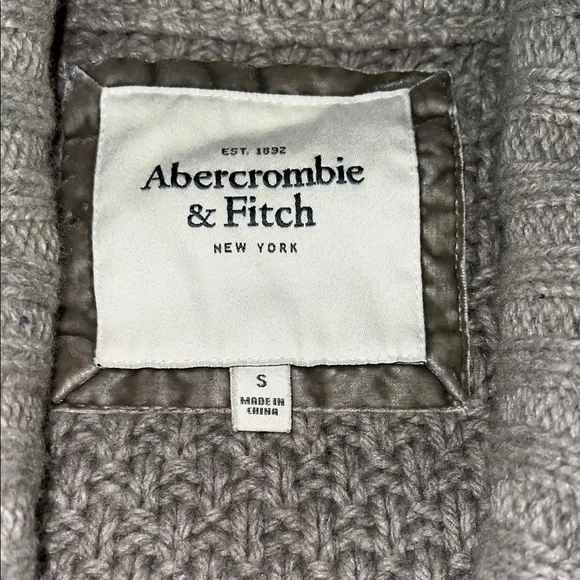 EST. 1892
Abercrombie
& Fitch
NEW YORK
S
MADE IN
CHINA